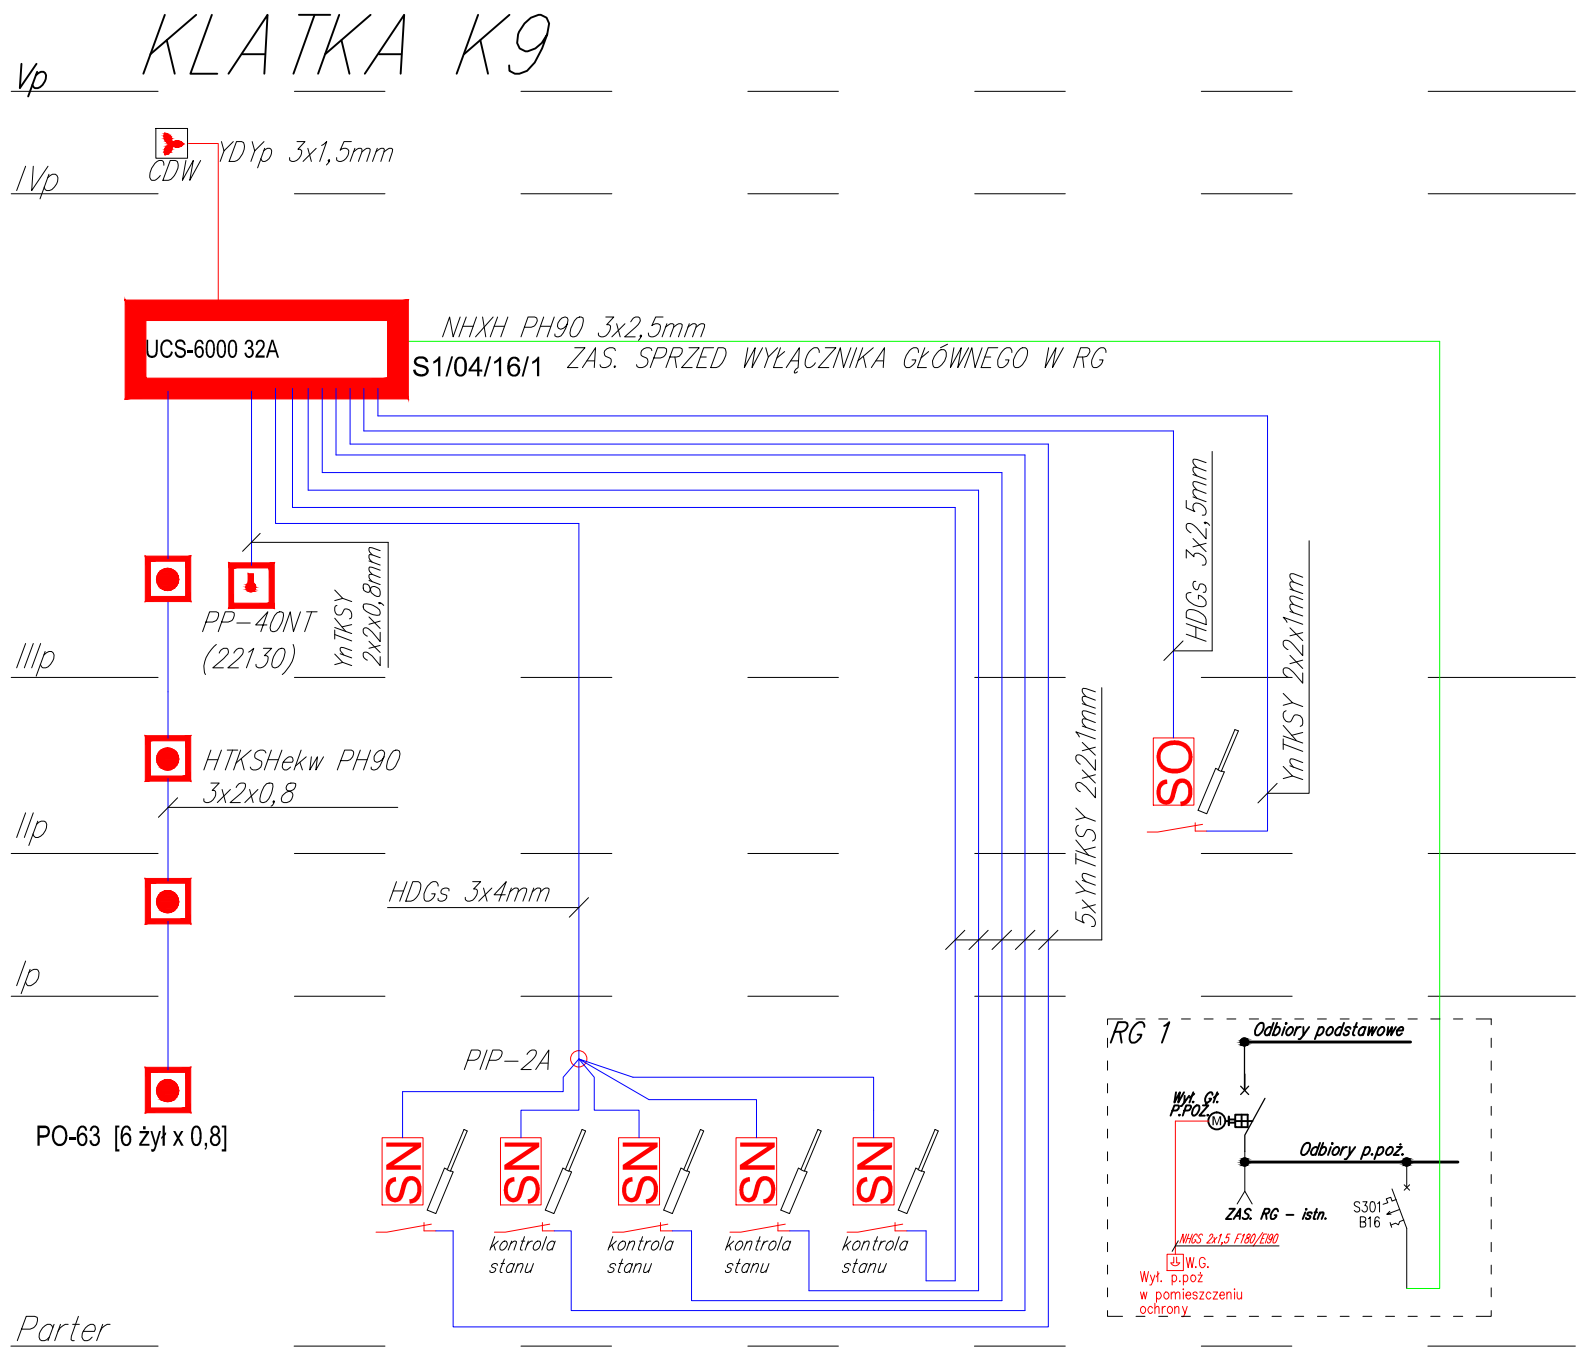 KLATKA K9
Vp
CDW
YDYp 3x1,5mm
IVp
NHXH PH90 3x2,5mm
UCS-6000 32A
S1/04/16/1
ZAS. SPRZED WYŁĄCZNIKA GŁÓWNEGO W RG
HDGs 3x2,5mm
YnTKSY
2x2x0,8mm
YnTKSY 2x2x1mm
PP-40NT
(22130)
IIIp
5xYnTKSY 2x2x1mm
HTKSHekw PH90
3x2x0,8
SO
IIp
HDGs 3x4mm
Ip
PIP-2A
PO-63 [6 żył x 0,8]
SN
SN
SN
SN
SN
kontrola
stanu
kontrola
stanu
kontrola
stanu
kontrola
stanu
RG 1
Odbiory podstawowe
Wył. Gł.
P.POŻ.
M
Odbiory p.poż.
ZAS. RG - istn.
S301
B16
NHGS 2x1,5 F180/E190
W.G.
Wył. p.poż
w pomieszczeniu
ochrony
Parter